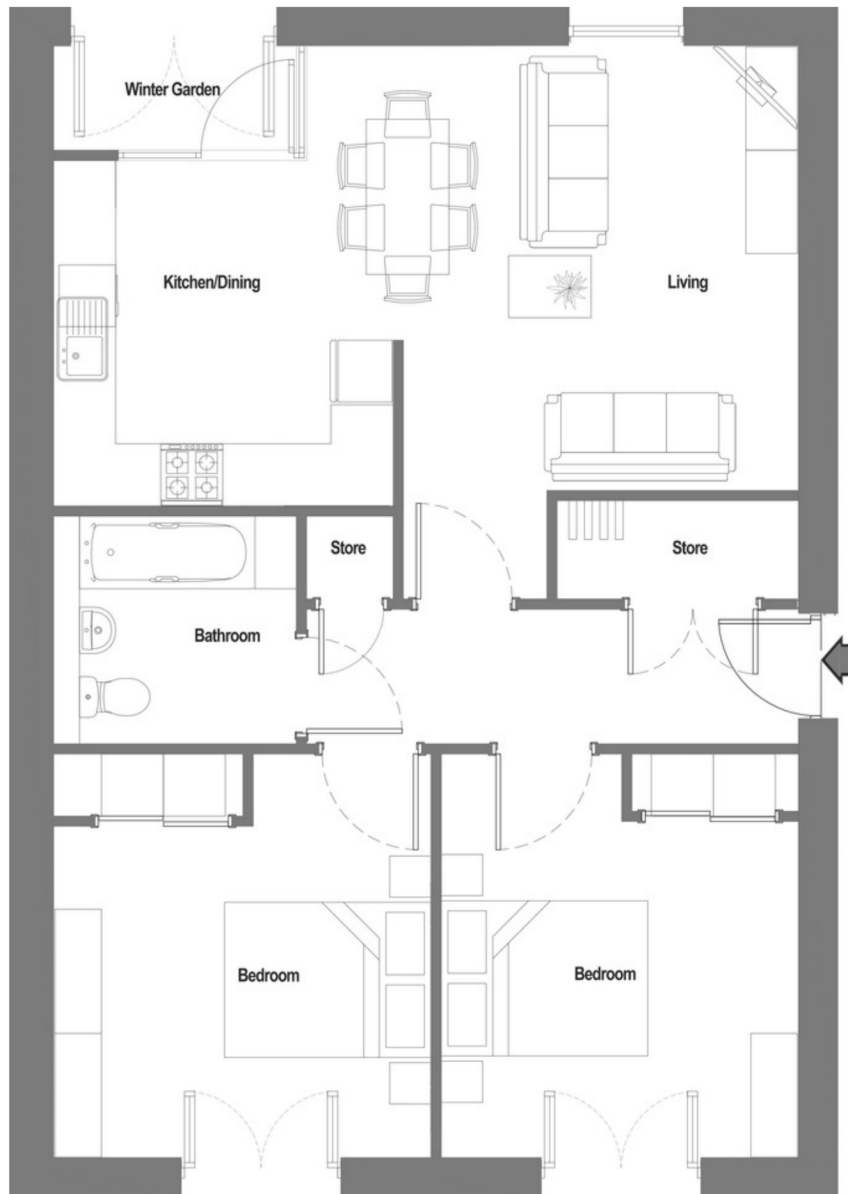 Winter Garden
Kitchen/Dining
Living
Store
Store
Bathroom
Bedroom
Bedroom